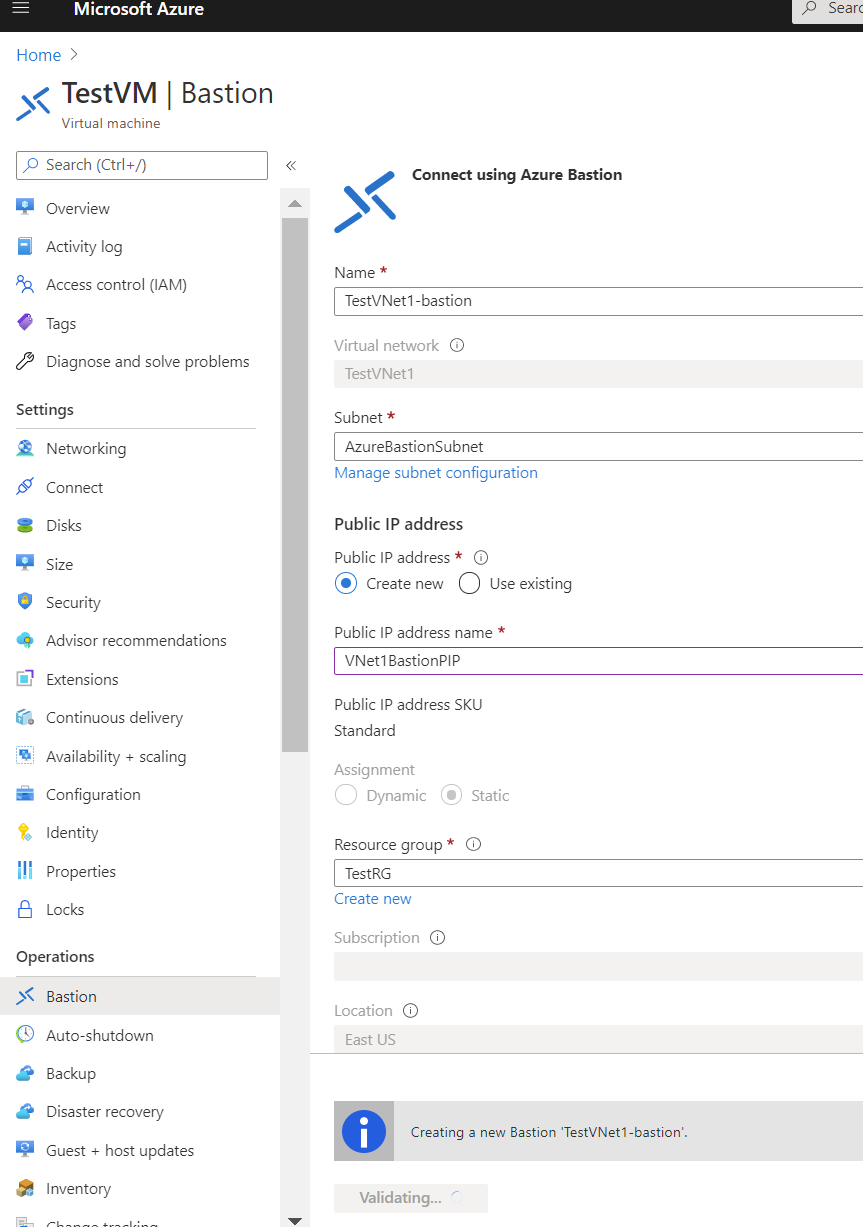 Microsoft Azure
Home
TestVM | Bastion
Virtual machine
Search (Ctrl+/)
«
Overview
Activity log
Access control (IAM)
Tags
Diagnose and solve problems
Settings
Networking
Connect
Disks
Size
Security
Advisor recommendations
Extensions
Continuous delivery
Availability + scaling
Configuration
Identity
Properties
Locks
Operations
Bastion
Auto-shutdown
Backup
Disaster recovery
Guest + host updates
Inventory
Change tracking
Connect using Azure Bastion
Name *
TestVNet1-bastion
Virtual network
TestVNet1
Subnet *
AzureBastionSubnet
Manage subnet configuration
Public IP address
Public IP address *
Create new Use existing
Public IP address name *
VNet1BastionPIP
Public IP address SKU
Standard
Assignment
Dynamic Static
Resource group *
TestRG
Create new
Subscription
Location
East US
Creating a new Bastion 'TestVNet1-bastion'.
Validating...